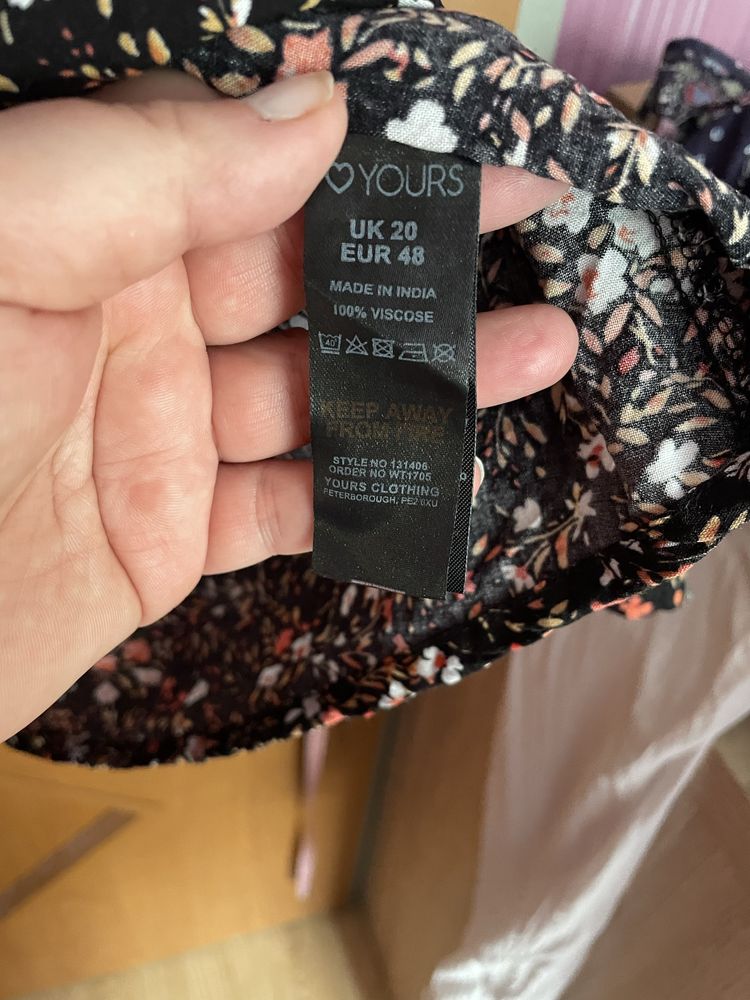 YOURS
UK 20
EUR 48
MADE IN INDIA
100% VISCOSE
40
KEEP AWAY
FROM FIRE
STYLE NO 131406
ORDER NO WT1705
YOURS CLOTHING
PETERBOROUGH, PE2 6XU